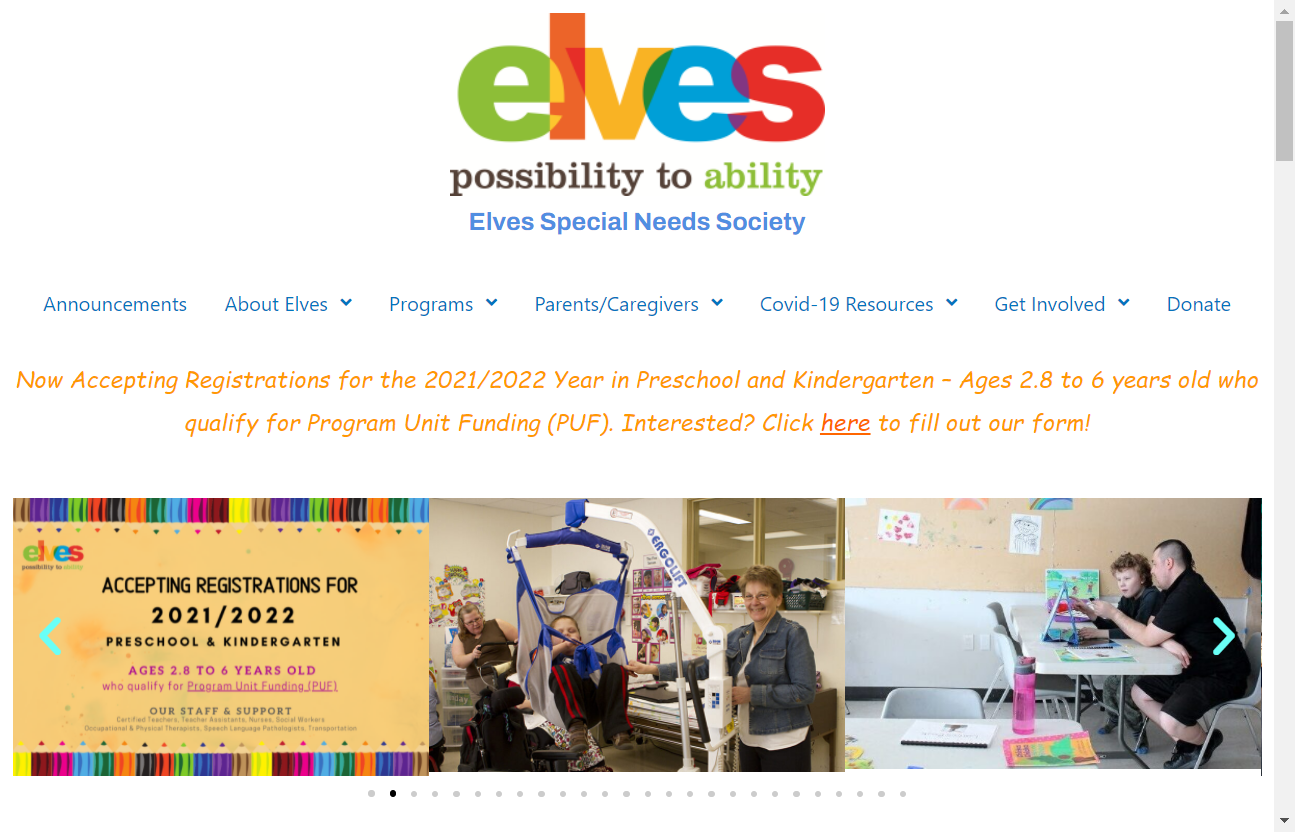 elves
possibility to ability
Elves Special Needs Society
Announcements About Elves Programs Parents/Caregivers Covid-19 Resources Get Involved Donate
Now Accepting Registrations for the 2021/2022 Year in Preschool and Kindergarten – Ages 2.8 to 6 years old who
qualify for Program Unit Funding (PUF). Interested? Click here to fill out our form!
elves
possibility to ability
ACCEPTING REGISTRATIONS FOR
2021/2022
PRESCHOOL & KINDERGARTEN
AGES 2.8 TO 6 YEARS OLD
who qualify for Program Unit Funding (PUF)
OUR STAFF & SUPPORT
Certified Teachers, Teacher Assistants, Nurses, Social Workers
Occupational & Physical Therapists, Speech Language Pathologists, Transportation
ERGOLIFT